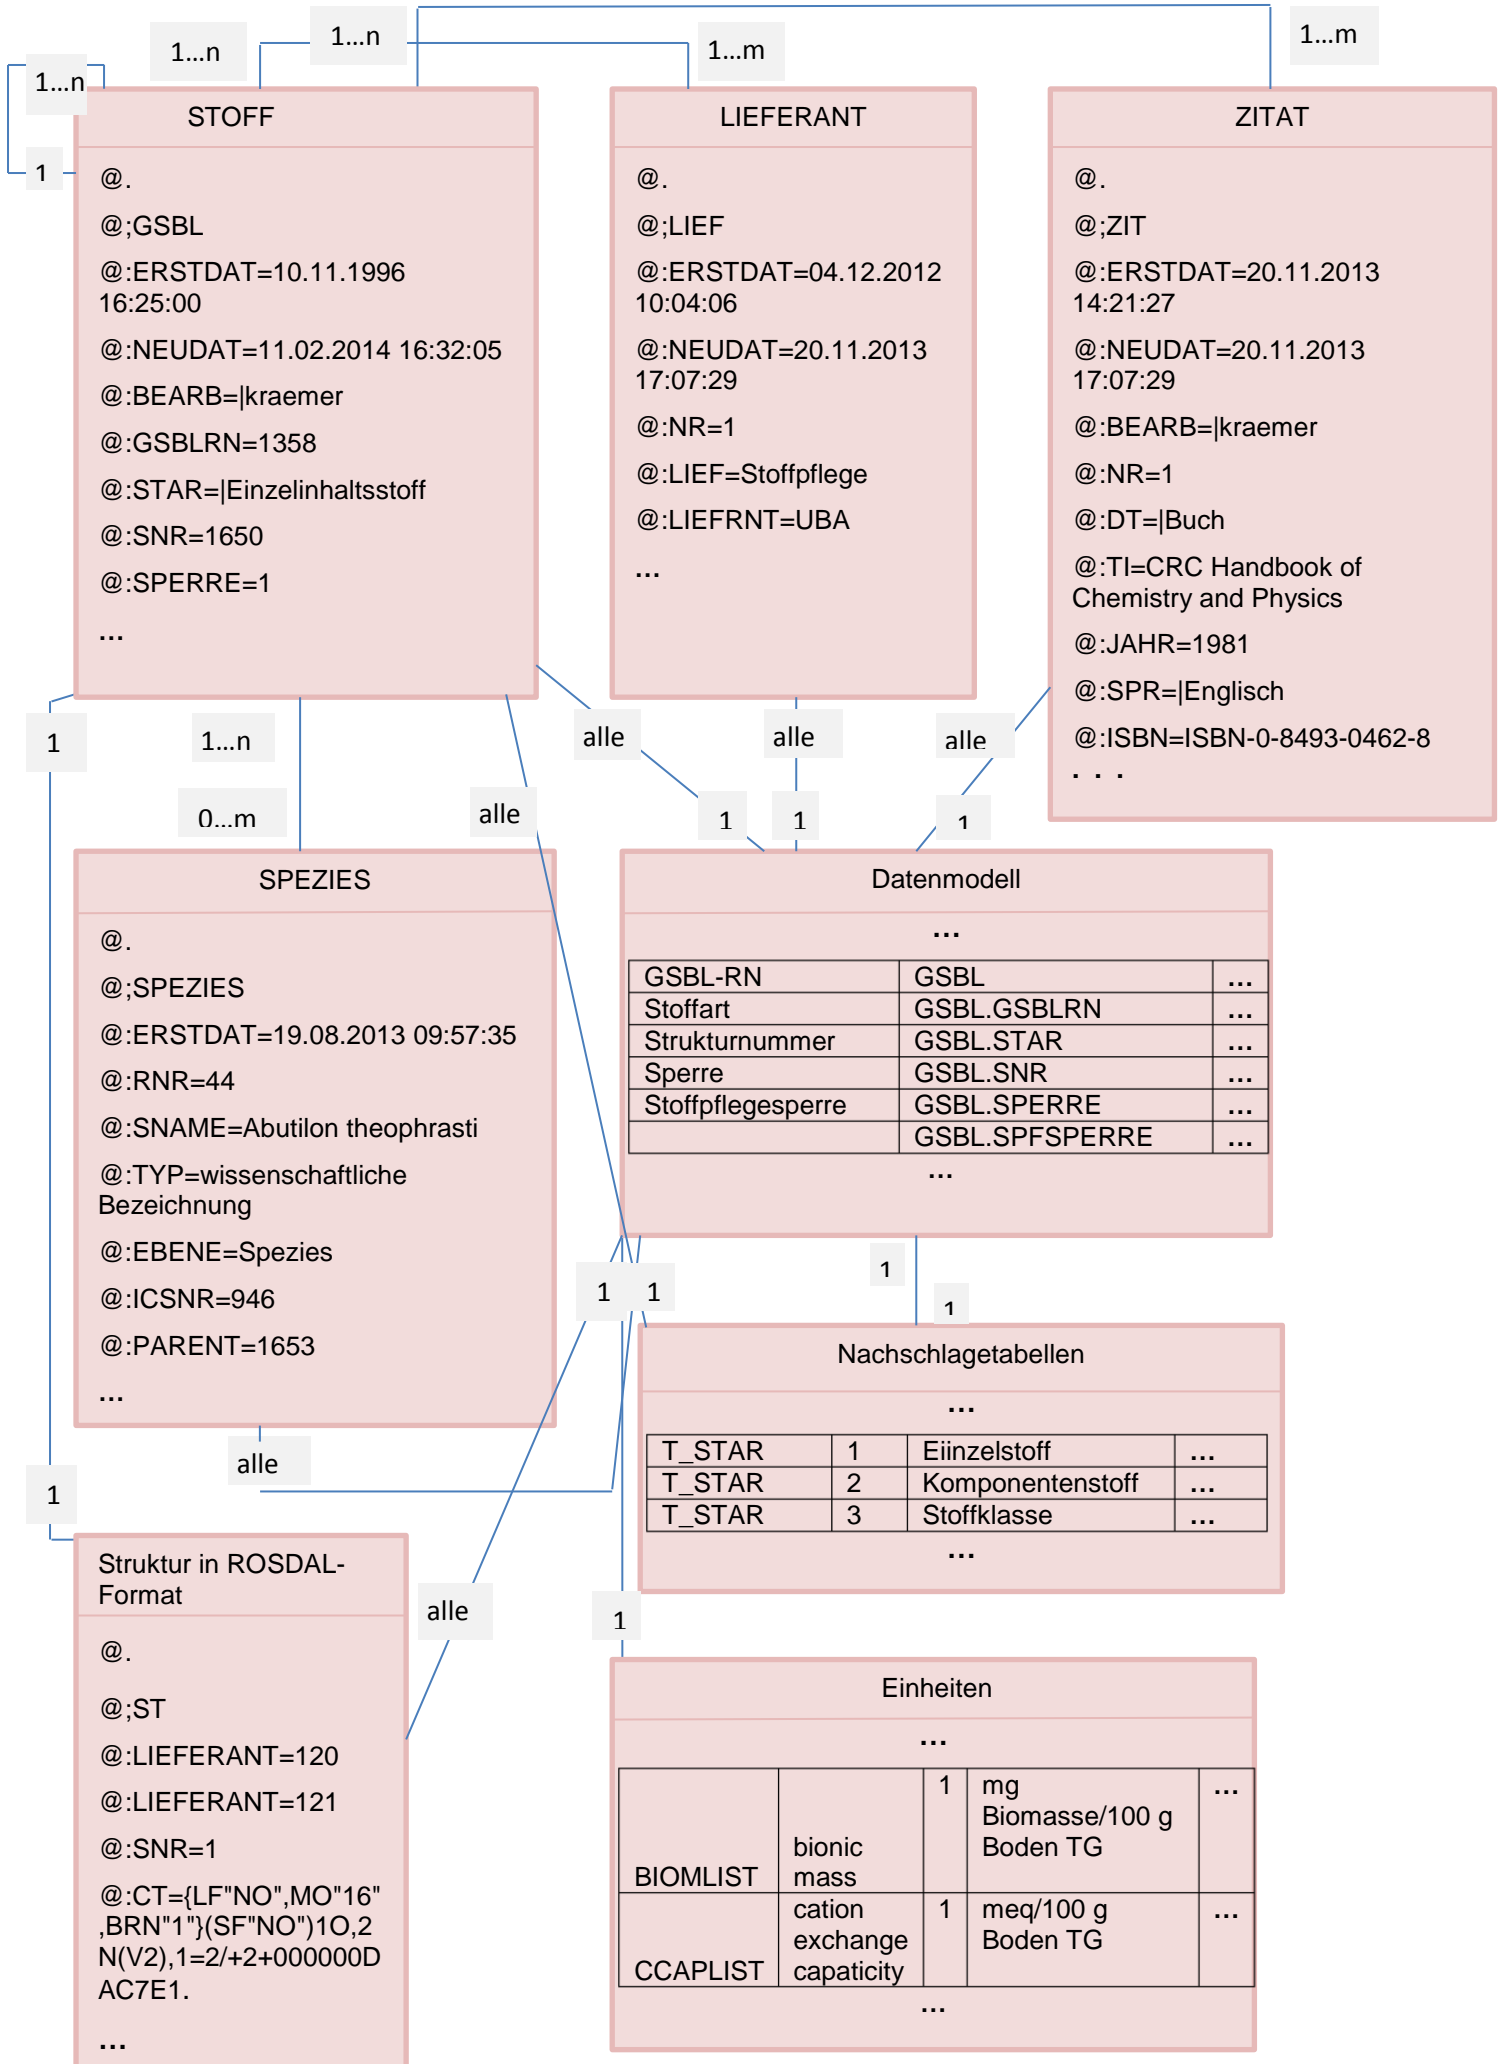 1...n
1...n
1...m
1...m
1...n
1
STOFF
@.
@;GSBL
@:ERSTDAT=10.11.1996
16:25:00
@:NEUDAT=11.02.2014 16:32:05
@:BEARB=|kraemer
@:GSBLRN=1358
@:STAR=|Einzelinhaltsstoff
@:SNR=1650
@:SPERRE=1
...
LIEFERANT
@.
@;LIEF
@:ERSTDAT=04.12.2012
10:04:06
@:NEUDAT=20.11.2013
17:07:29
@:NR=1
@:LIEF=Stoffpflege
@:LIEFRNT=UBA
...
ZITAT
@.
@;ZIT
@:ERSTDAT=20.11.2013
14:21:27
@:NEUDAT=20.11.2013
17:07:29
@:BEARB=|kraemer
@:NR=1
@:DT=|Buch
@:TI=CRC Handbook of
Chemistry and Physics
@:JAHR=1981
@:SPR=|Englisch
@:ISBN=ISBN-0-8493-0462-8
. . .
1
1...n
alle
alle
alle
0...m
alle
1
1
1
SPEZIES
@.
@;SPEZIES
@:ERSTDAT=19.08.2013 09:57:35
@:RNR=44
@:SNAME=Abutilon theophrasti
@:TYP=wissenschaftliche
Bezeichnung
@:EBENE=Spezies
@:ICSNR=946
@:PARENT=1653
...
Datenmodell
...
GSBL-RN GSBL ...
Stoffart GSBL.GSBLRN ...
Strukturnummer GSBL.STAR ...
Sperre GSBL.SNR ...
Stoffpflegesperre GSBL.SPERRE ...
GSBL.SPFSPERRE ...
...
1
1
1
1
Nachschlagetabellen
...
T_STAR 1 Eiinzelstoff ...
T_STAR 2 Komponentenstoff ...
T_STAR 3 Stoffklasse ...
...
alle
1
Struktur in ROSDAL-
Format
@.
@;ST
@:LIEFERANT=120
@:LIEFERANT=121
@:SNR=1
@:CT={LF"NO",MO"16"
,BRN"1"}(SF"NO")1O,2
N(V2),1=2/+2+000000D
AC7E1.
...
alle
1
Einheiten
...
1 mg ...
Biomasse/100 g
bionic Boden TG
BIOMLIST mass
cation 1 meq/100 g ...
exchange Boden TG
CCAPLIST capaticity
...